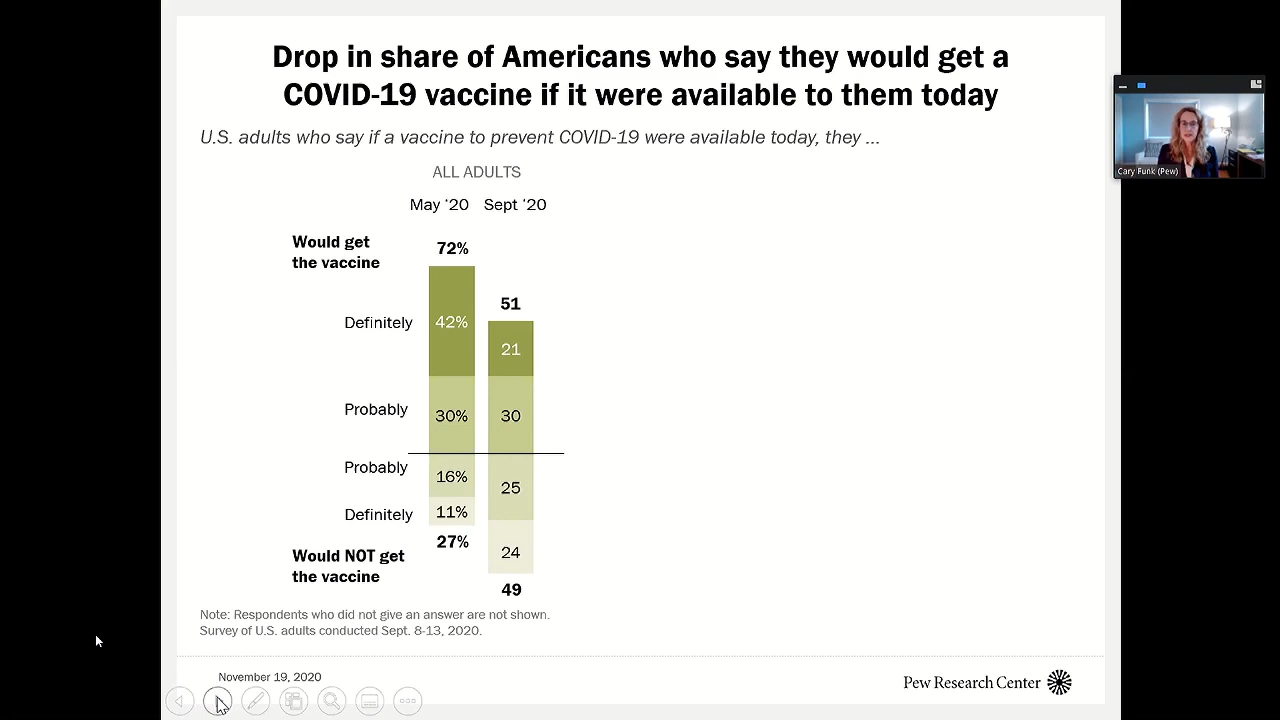 Drop in share of Americans who say they would get a
COVID-19 vaccine if it were available to them today
U.S. adults who say if a vaccine to prevent COVID-19 were available today, they ...
ALL ADULTS
May ‘20 Sept ‘20
Would get
the vaccine
72%
51
Definitely 42% 21
Probably 30% 30
Probably 16% 25
Definitely 11% 24
27%
Would NOT get
the vaccine
49
Note: Respondents who did not give an answer are not shown.
Survey of U.S. adults conducted Sept. 8-13, 2020.
November 19, 2020
Pew Research Center
Cary Funk (Pew)